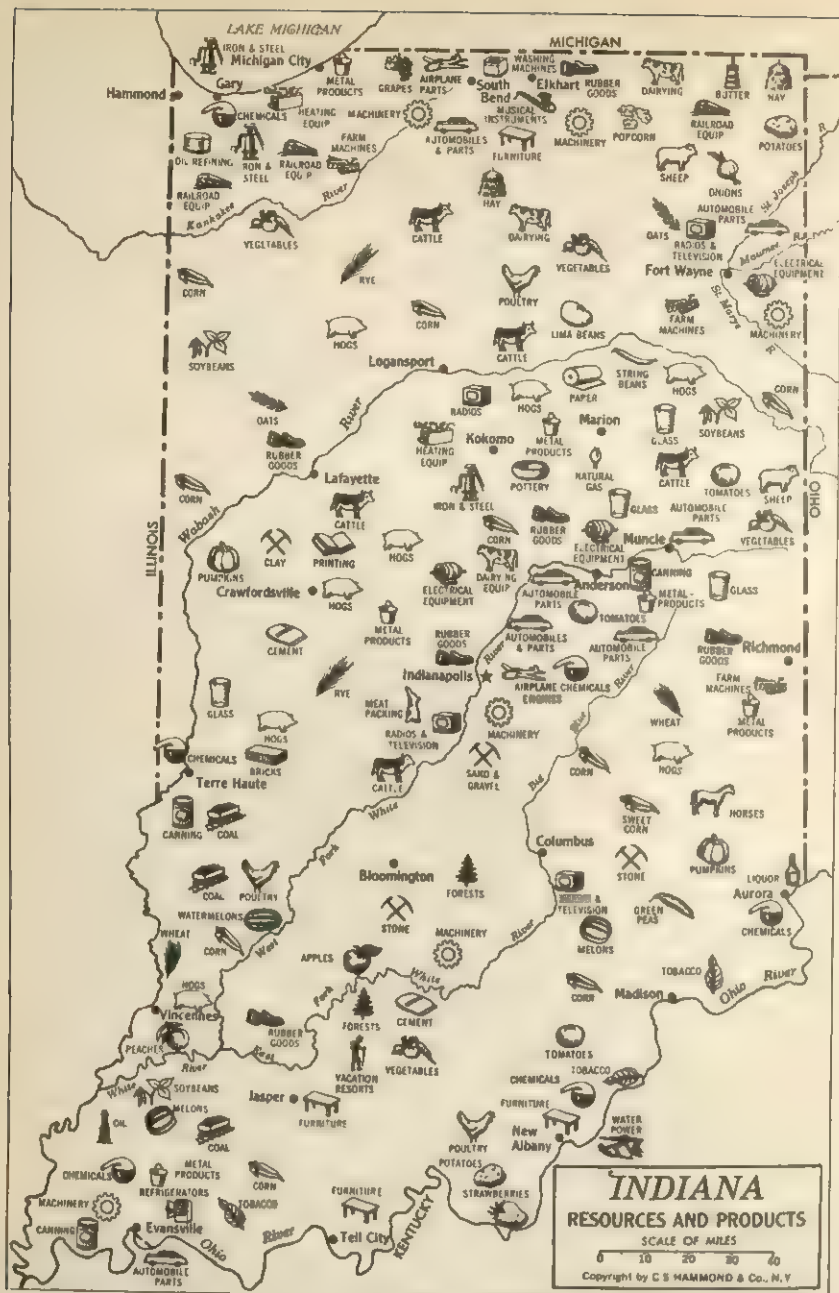 LAKE MICHIGAN
MICHIGAN
IRON & STEEL
Michigan City
METAL PRODUCTS
GRAPES
AIRPLANE PARTS
WASHING MACHINES
South Bend
Elkhart
RUBBER GOODS
DAIRYING
BUTTER
HAY
Hammond
Gary
CHEMICALS
HEATING EQUIP
MACHINERY
MUSICAL INSTRUMENTS
AUTOMOBILES & PARTS
FURNITURE
MACHINERY
POPCORN
RAILROAD EQUIP
POTATOES
OIL REFINING
IRON & STEEL
RAILROAD EQUIP
FARM MACHINES
SHEEP
ONIONS
RAILROAD EQUIP
Kankakee River
HAY
St. Joseph R.
VEGETABLES
CATTLE
DAIRYING
OATS
RADIOS & TELEVISION
AUTOMOBILE PARTS
Maumee R.
RYE
VEGETABLES
Fort Wayne
ELECTRICAL EQUIPMENT
CORN
POULTRY
St. Marys R.
CORN
LIMA BEANS
FARM MACHINES
MACHINERY
SOYBEANS
HOGS
CATTLE
Logansport
STRING BEANS
HOGS
CORN
OATS
River
RADIOS
HOGS
PAPER
RUBBER GOODS
HEATING EQUIP
Kokomo
METAL PRODUCTS
Marion
GLASS
SOYBEANS
CORN
Lafayette
IRON & STEEL
POTTERY
NATURAL GAS
CATTLE
TOMATOES
SHEEP
OHIO
Wabash
CATTLE
CORN
RUBBER GOODS
GLASS
AUTOMOBILE PARTS
VEGETABLES
ILLINOIS
PUMPKINS
CLAY
PRINTING
HOGS
ELECTRICAL EQUIPMENT
Muncie
Crawfordsville
HOGS
ELECTRICAL EQUIPMENT
DAIRYING EQUIP
AUTOMOBILE PARTS
Anderson
CANNING
METAL PRODUCTS
GLASS
CEMENT
METAL PRODUCTS
RUBBER GOODS
AUTOMOBILES & PARTS
TOMATOES
AUTOMOBILE PARTS
RUBBER GOODS
Richmond
Indianapolis
River
AIRPLANE ENGINES
CHEMICALS
River
FARM MACHINES
RYE
GLASS
MEAT PACKING
RADIOS & TELEVISION
MACHINERY
Blue
WHEAT
METAL PRODUCTS
HOGS
CHEMICALS
BRICKS
Terre Haute
CATTLE
SAND & GRAVEL
CORN
HOGS
Big
White
CANNING
COAL
SWEET CORN
HORSES
Fork
Bloomington
Columbus
STONE
PUMPKINS
LIQUOR
COAL
POULTRY
FORESTS
& TELEVISION
Aurora
WATERMELONS
STONE
GREEN PEAS
CHEMICALS
WHEAT
CORN
West
MACHINERY
River
MELONS
APPLES
White
TOBACCO
HOGS
Fork
CORN
Madison
Ohio River
Vincennes
RUBBER GOODS
FORESTS
CEMENT
PEACHES
East
TOMATOES
White River
VACATION RESORTS
VEGETABLES
SOYBEANS
CHEMICALS
TOBACCO
MELONS
Jasper
FURNITURE
FURNITURE
OIL
COAL
New Albany
WATER POWER
POULTRY
CHEMICALS
METAL PRODUCTS
CORN
POTATOES
MACHINERY
REFRIGERATORS
TOBACCO
FURNITURE
STRAWBERRIES
CANNING
Evansville
Ohio River
Tell City
KENTUCKY
AUTOMOBILE PARTS
INDIANA
RESOURCES AND PRODUCTS
SCALE OF MILES
0 10 20 30 40
Copyright by C S HAMMOND & Co., N.Y